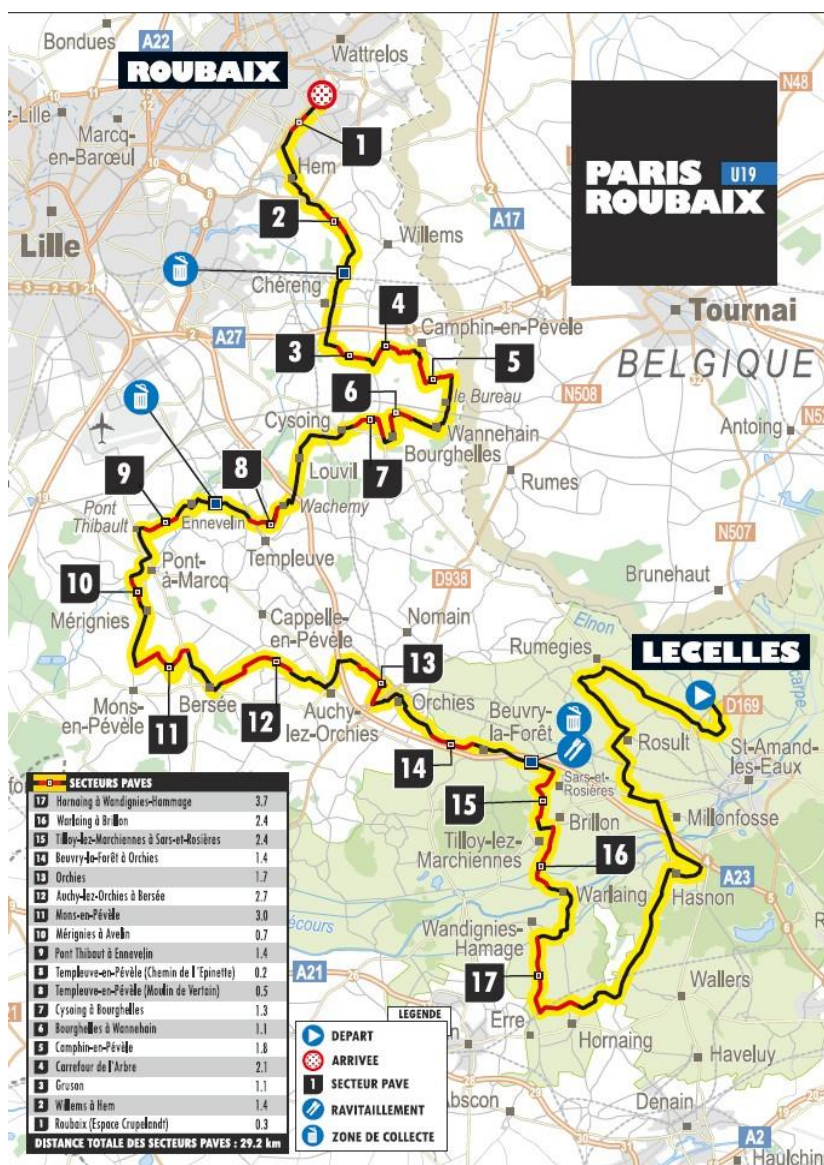 Bondues
A22
Wattrelos
ROUBAIX
N48
z-Lille
Marcq-
en-Barœul
1
Hem
PARIS
ROUBAIX
U19
A17
2
Willems
Lille
Chéreng
4
Tournai
A27
Camphin-en-Pévèle
3
5
BELGIQUE
6
le Bureau
N508
Cysoing
Wannehain
Antoing
N52
Bourghelles
8
Louvil
7
9
Rumes
Pont
Thibault
Ennevelin
Wachemy
N507
Templeuve
Pont-
à-Marcq
D938
Brunehaut
10
Cappelle-
en-Pévèle
Nomain
Elnon
Mérignies
Rumegies
LECELLES
13
D169
Mons-
en-Pévèle
11
Bersée
12
Auchy-
lez-Orchies
Orchies
Beuvry-
la-Forêt
Rosult
St-Amand-
les-Eaux
14
Sars-et-
Rosières
15
Brillon
Millonfosse
Tilloy-lez-
Marchiennes
16
A23
Warlaing
Hasnon
Wandignies-
Hamage
A21
17
Wallers
Erre
Hornaing
Haveluy
Abscon
Denain
A2
Haulchin
SECTEURS PAVES
17 Hornaing à Wandignies-Hammage 3.7
16 Warlaing à Brillon 2.4
15 Tilloy-lez-Marchiennes à Sars-et-Rosières 2.4
14 Beuvry-la-Forêt à Orchies 1.4
13 Orchies 1.7
12 Auchy-lez-Orchies à Bersée 2.7
11 Mons-en-Pévèle 3.0
10 Mérignies à Avelin 0.7
9 Pont Thibaut à Ennevelin 1.4
8 Templeuve-en-Pévèle (Chemin de l'Epinette) 0.2
8 Templeuve-en-Pévèle (Moulin de Vertain) 0.5
7 Cysoing à Bourghelles 1.3
6 Bourghelles à Wannehain 1.1
5 Camphin-en-Pévèle 1.8
4 Carrefour de l'Arbre 2.1
3 Gruson 1.1
2 Willems à Hem 1.4
1 Roubaix (Espace Crupelandt) 0.3
DISTANCE TOTALE DES SECTEURS PAVES : 29.2 km
LEGENDE
DEPART
ARRIVEE
1 SECTEUR PAVE
RAVITAILLEMENT
ZONE DE COLLECTE